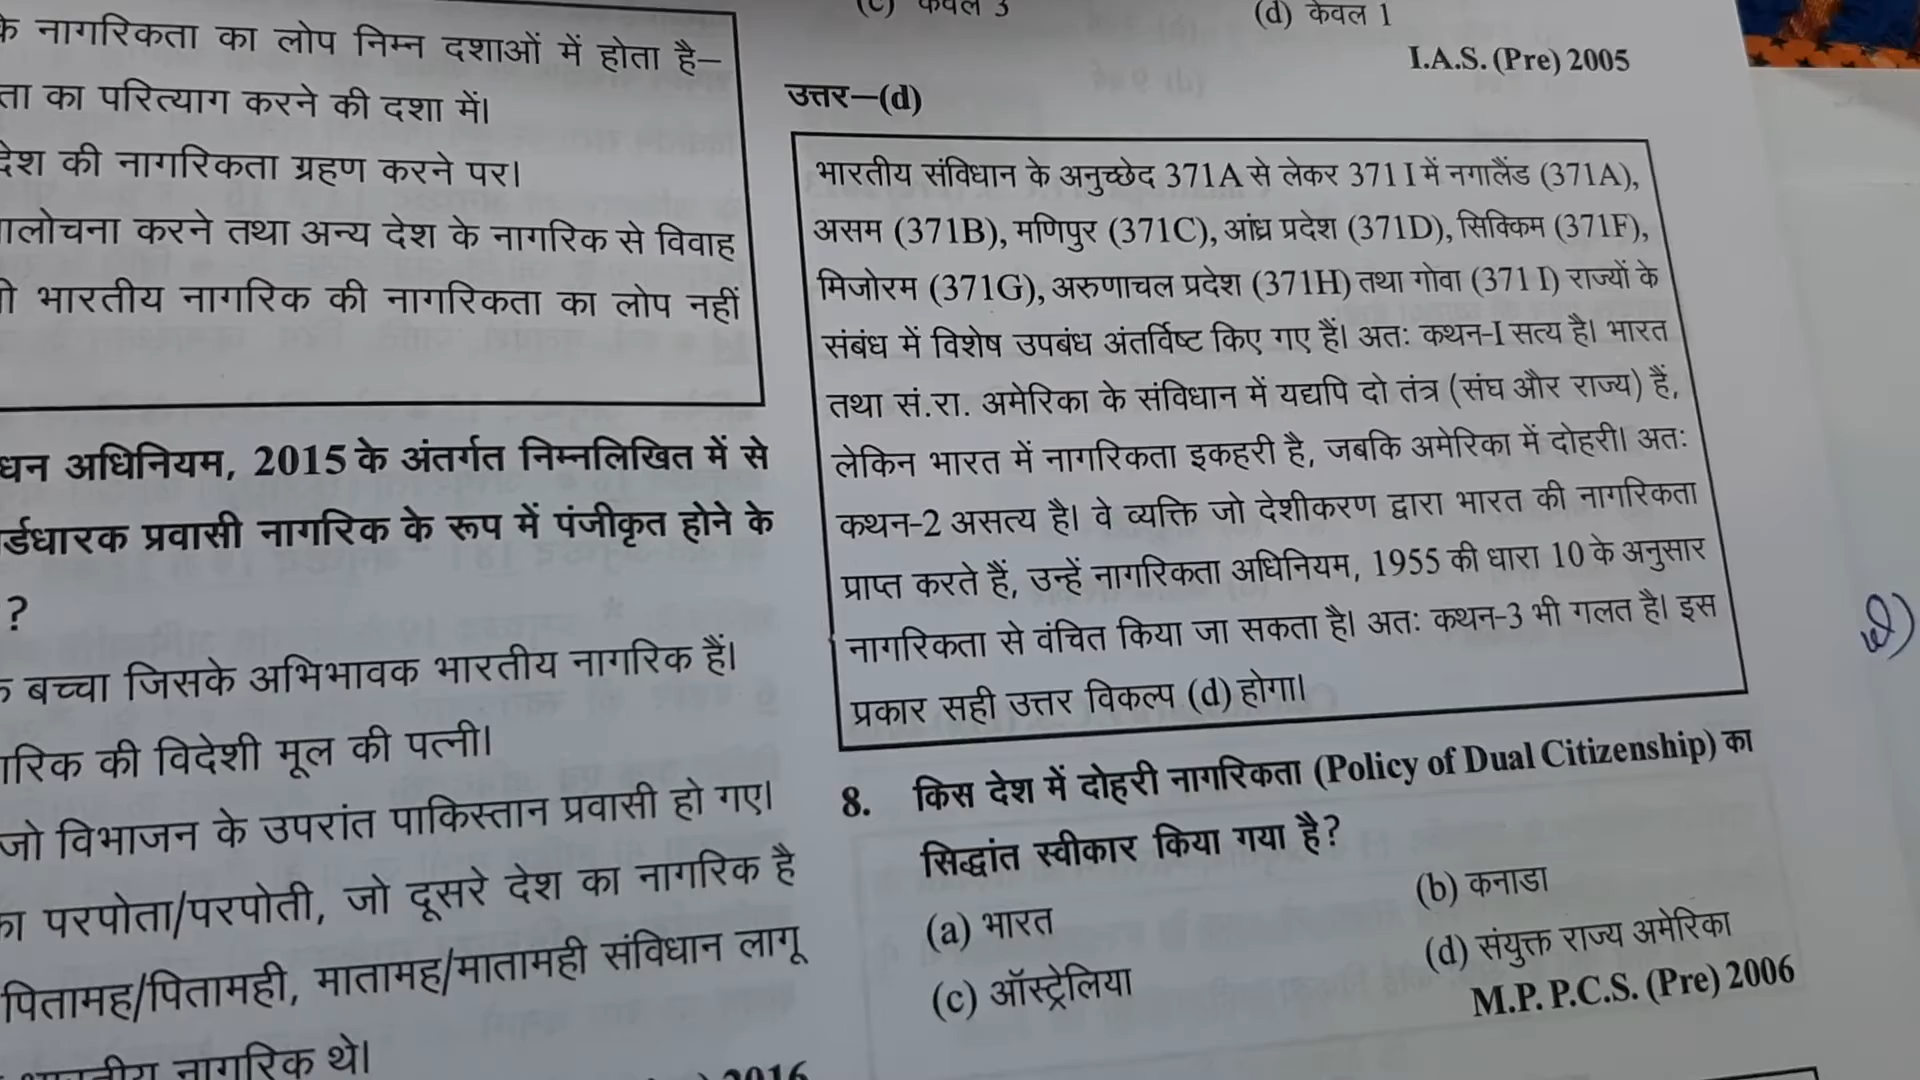 के नागरिकता का लोप निम्न दशाओं में होता है–
ता का परित्याग करने की दशा में।
देश की नागरिकता ग्रहण करने पर।
लोचना करने तथा अन्य देश के नागरिक से विवाह
भारतीय नागरिक की नागरिकता का लोप नहीं
धन अधिनियम, 2015 के अंतर्गत निम्नलिखित में से
र्डधारक प्रवासी नागरिक के रूप में पंजीकृत होने के
?
बच्चा जिसके अभिभावक भारतीय नागरिक हैं।
रिक की विदेशी मूल की पत्नी।
जो विभाजन के उपरांत पाकिस्तान प्रवासी हो गए।
का परपोता/परपोती, जो दूसरे देश का नागरिक है
पितामह/पितामही, मातामह/मातामही संविधान लागू
नागरिक थे।
2016
(c) केवल 3
(d) केवल 1
I.A.S. (Pre) 2005
उत्तर–(d)
भारतीय संविधान के अनुच्छेद 371A से लेकर 371 I में नगालैंड (371A),
असम (371B), मणिपुर (371C), आंध्र प्रदेश (371D), सिक्किम (371F),
मिजोरम (371G), अरुणाचल प्रदेश (371H) तथा गोवा (371 I) राज्यों के
संबंध में विशेष उपबंध अंतर्विष्ट किए गए हैं। अतः कथन-I सत्य है। भारत
तथा सं.रा. अमेरिका के संविधान में यद्यपि दो तंत्र (संघ और राज्य) हैं,
लेकिन भारत में नागरिकता इकहरी है, जबकि अमेरिका में दोहरी। अतः
कथन-2 असत्य है। वे व्यक्ति जो देशीकरण द्वारा भारत की नागरिकता
प्राप्त करते हैं, उन्हें नागरिकता अधिनियम, 1955 की धारा 10 के अनुसार
नागरिकता से वंचित किया जा सकता है। अतः कथन-3 भी गलत है। इस
प्रकार सही उत्तर विकल्प (d) होगा।
8. किस देश में दोहरी नागरिकता (Policy of Dual Citizenship) का
सिद्धांत स्वीकार किया गया है?
(a) भारत
(b) कनाडा
(c) ऑस्ट्रेलिया
(d) संयुक्त राज्य अमेरिका
M.P. P.C.S. (Pre) 2006